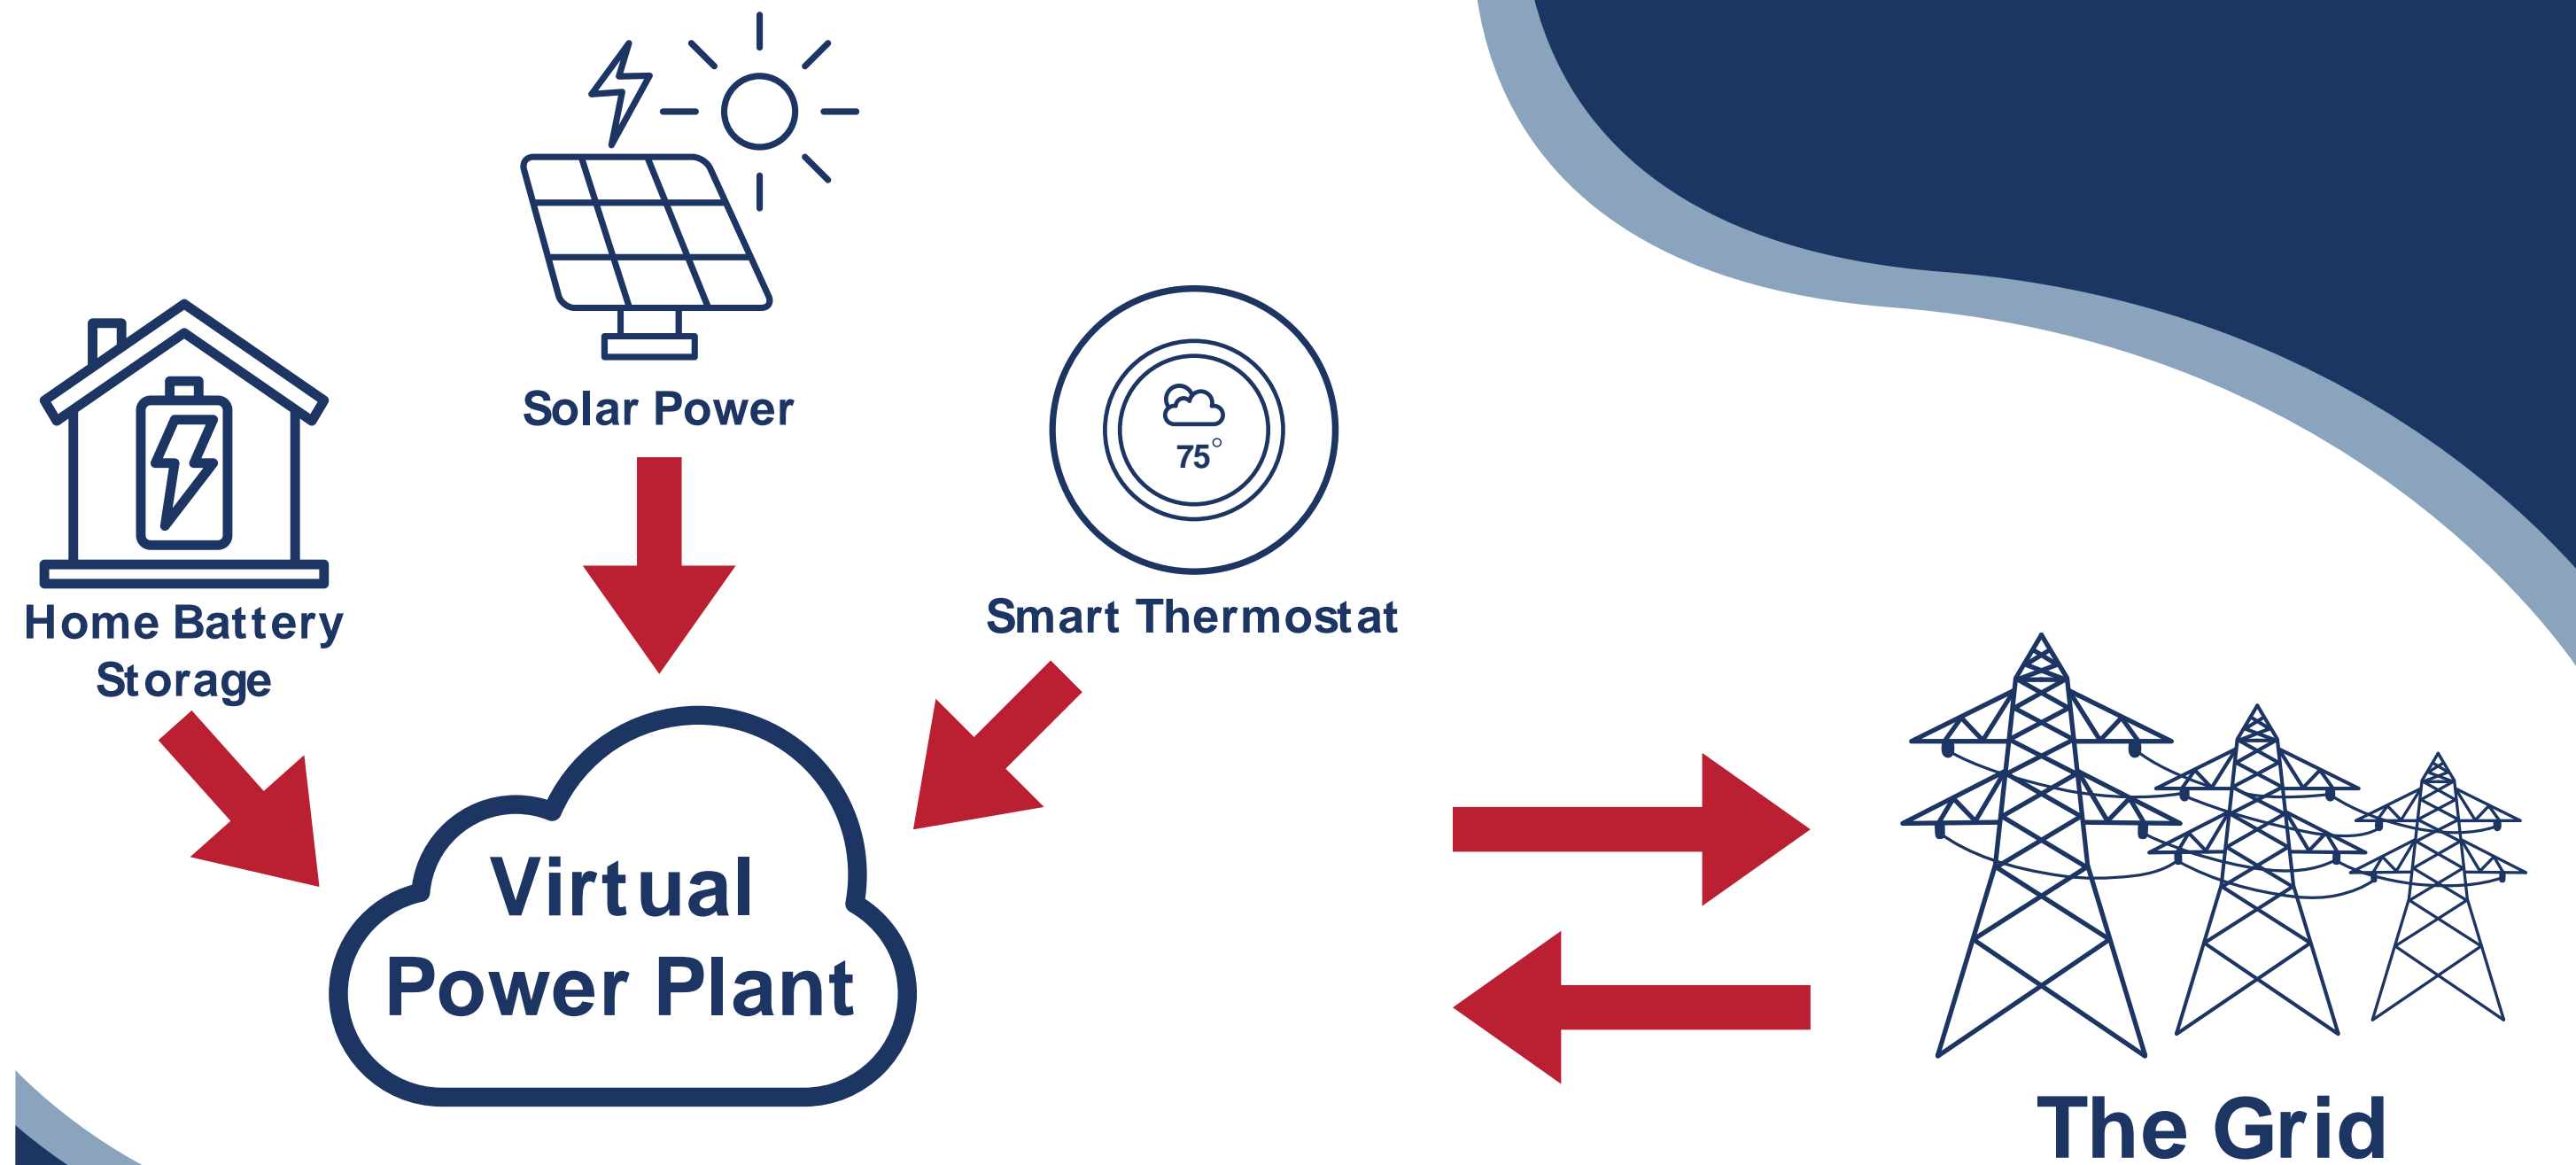 Solar Power
75°
Home Battery
Storage
Smart Thermostat
Virtual
Power Plant
The Grid